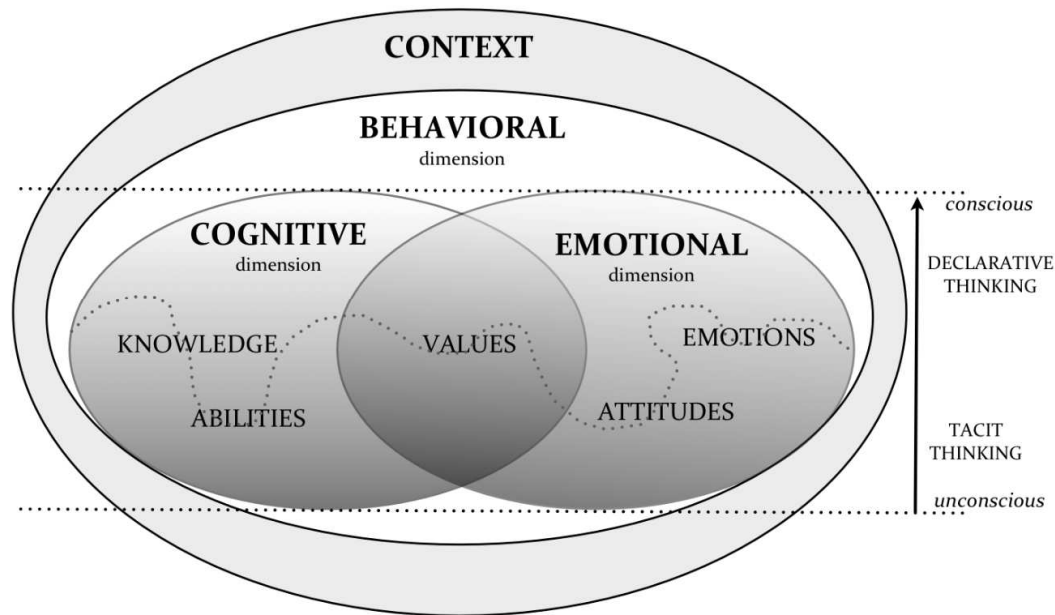 CONTEXT
BEHAVIORAL
dimension
conscious
COGNITIVE
dimension
EMOTIONAL
dimension
DECLARATIVE
THINKING
KNOWLEDGE
VALUES
EMOTIONS
ABILITIES
ATTITUDES
TACIT
THINKING
unconscious